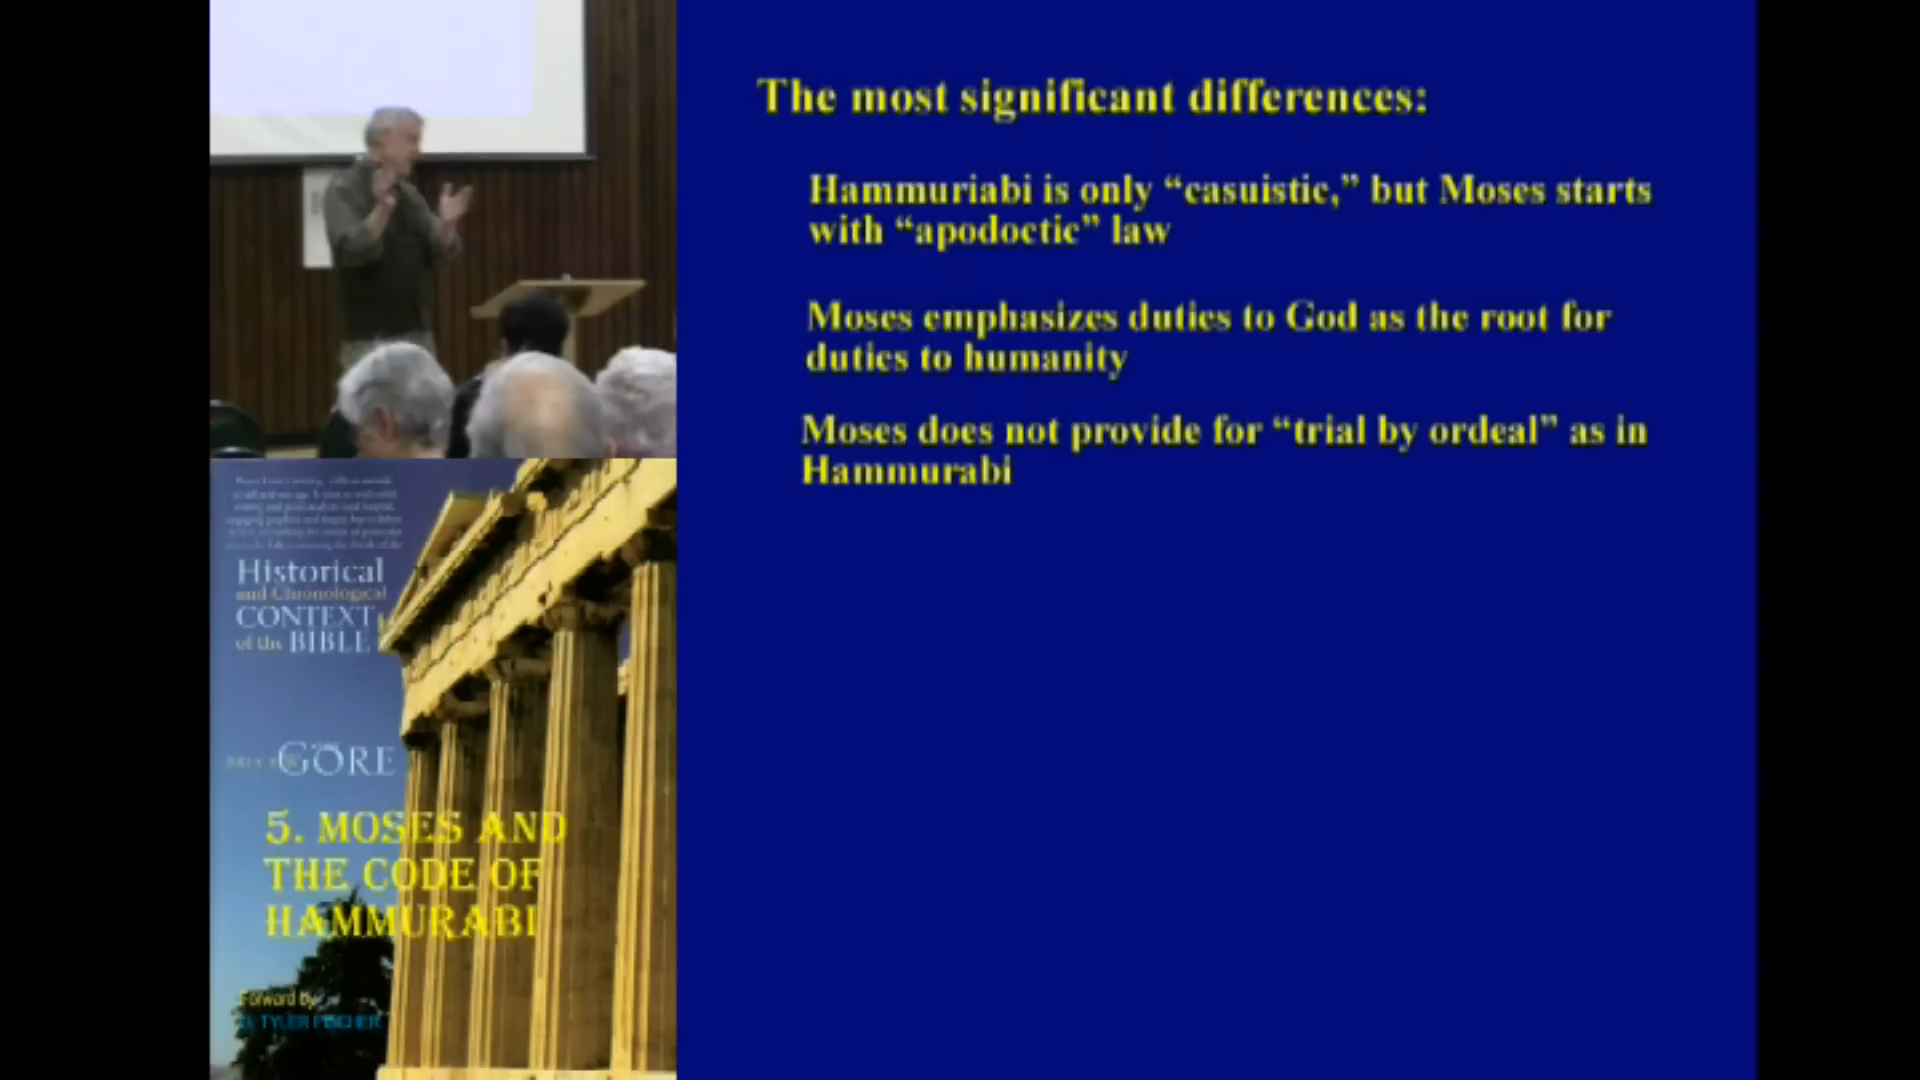 The most significant differences:
Hammuriabi is only “casuistic,” but Moses starts
with “apodoctic” law
Moses emphasizes duties to God as the root for
duties to humanity
Moses does not provide for “trial by ordeal” as in
Hammurabi
Historical
and Chronological
CONTEXT
of the BIBLE
GORE
5. MOSES AND
THE CODE OF
HAMMURABI
Forward by
TYLER FISCHER